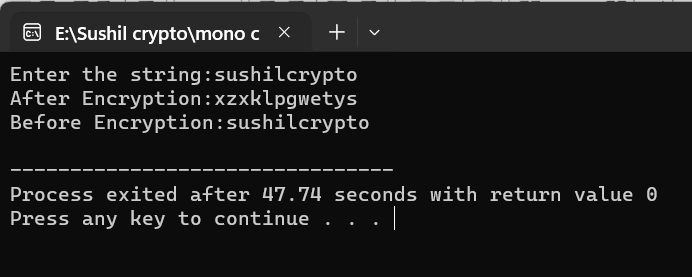 E:\Sushil crypto\mono c
Enter the string:sushilcrypto
After Encryption:xzxklpgwetys
Before Encryption:sushilcrypto
--------------------------------
Process exited after 47.74 seconds with return value 0
Press any key to continue . . .